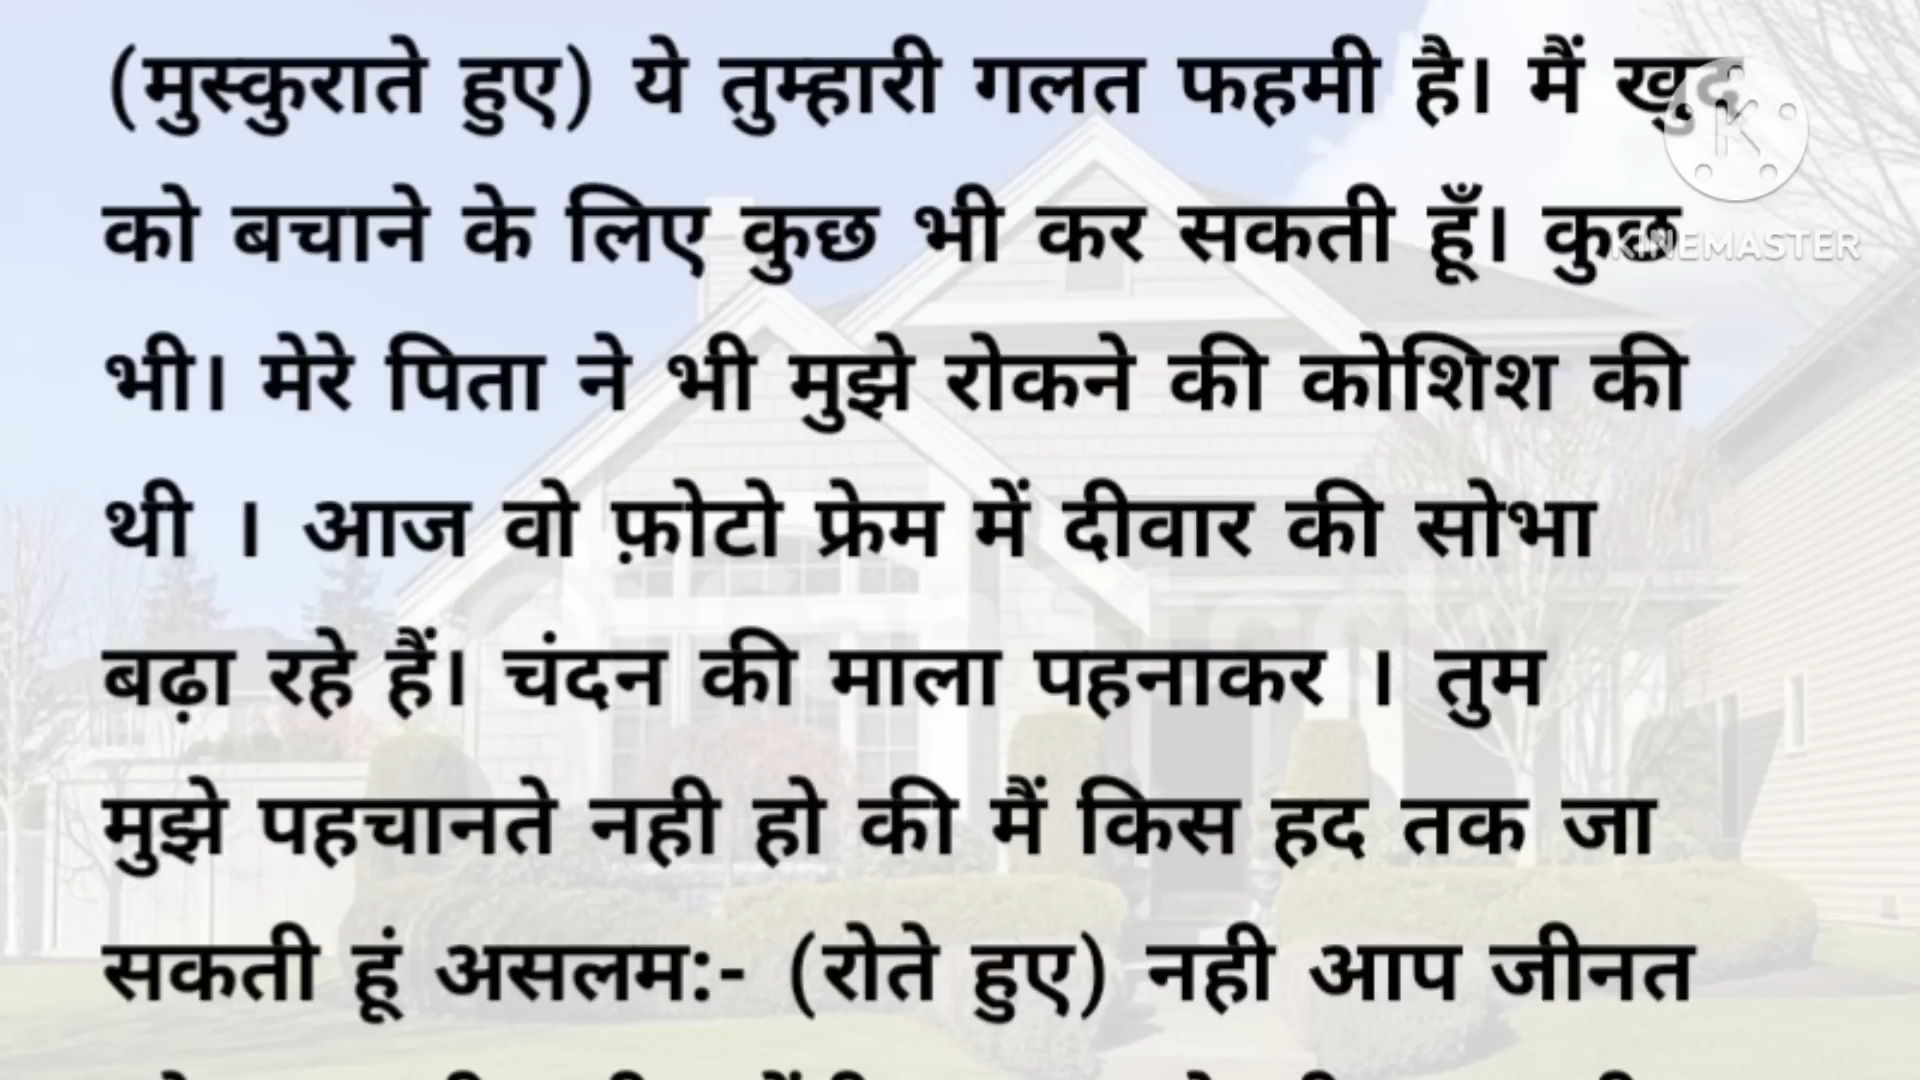 (मुस्कुराते हुए) ये तुम्हारी गलत फहमी है। मैं खुद
को बचाने के लिए कुछ भी कर सकती हूँ। कुछ
KINEMASTER
भी। मेरे पिता ने भी मुझे रोकने की कोशिश की
थी । आज वो फ़ोटो फ्रेम में दीवार की सोभा
बढ़ा रहे हैं। चंदन की माला पहनाकर । तुम
मुझे पहचानते नही हो की मैं किस हद तक जा
सकती हूं असलम:- (रोते हुए) नही आप जीनत